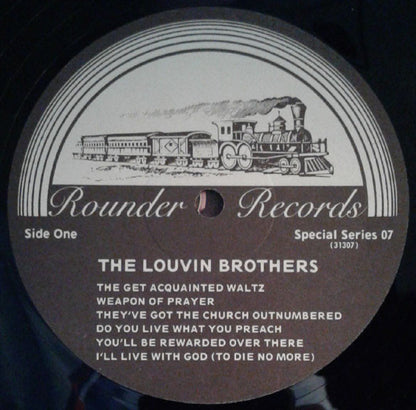 Rounder Records
Side One
Special Series 07
(31307)
THE LOUVIN BROTHERS
THE GET ACQUAINTED WALTZ
WEAPON OF PRAYER
THEY'VE GOT THE CHURCH OUTNUMBERED
DO YOU LIVE WHAT YOU PREACH
YOU'LL BE REWARDED OVER THERE
I'LL LIVE WITH GOD (TO DIE NO MORE)